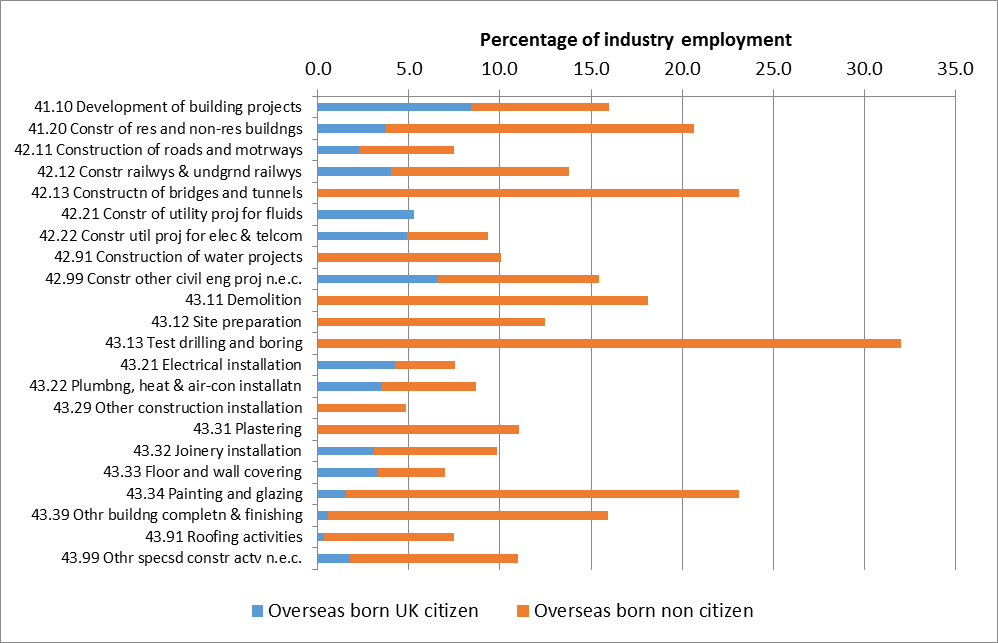 Percentage of industry employment
0.0 5.0 10.0 15.0 20.0 25.0 30.0 35.0
41.10 Development of building projects
41.20 Constr of res and non-res buildngs
42.11 Construction of roads and motrways
42.12 Constr railwys & undgrnd railwys
42.13 Constructn of bridges and tunnels
42.21 Constr of utility proj for fluids
42.22 Constr util proj for elec & telcom
42.91 Construction of water projects
42.99 Constr other civil eng proj n.e.c.
43.11 Demolition
43.12 Site preparation
43.13 Test drilling and boring
43.21 Electrical installation
43.22 Plumbng, heat & air-con installatn
43.29 Other construction installation
43.31 Plastering
43.32 Joinery installation
43.33 Floor and wall covering
43.34 Painting and glazing
43.39 Othr buildng completn & finishing
43.91 Roofing activities
43.99 Othr specsd constr actv n.e.c.
Overseas born UK citizen Overseas born non citizen